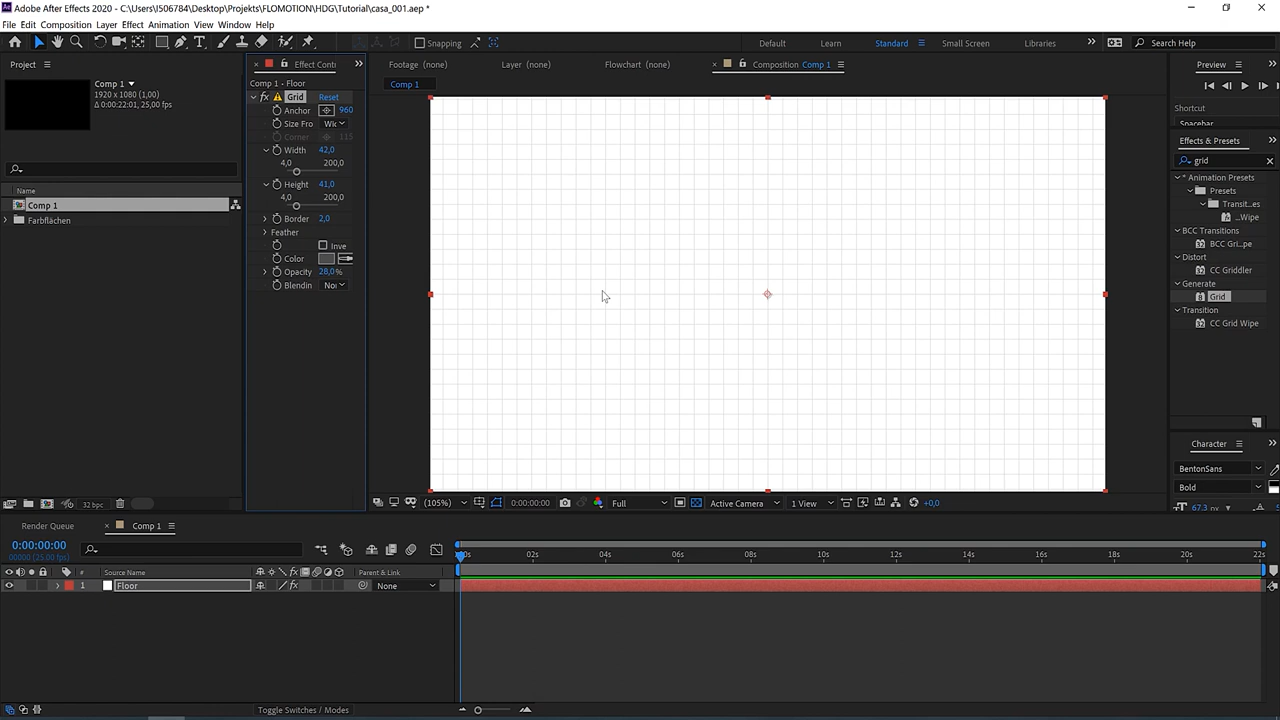 Adobe After Effects 2020 - C:\Users\I506784\Desktop\Projekts\FLOMOTION\HDG\Tutorial\casa_001.aep *
File Edit Composition Layer Effect Animation View Window Help
Snapping Default Learn Standard Small Screen Libraries Search Help
Project
Comp 1
1920 x 1080 (1,00)
Δ 0:00:22:01, 25,00 fps
Name
Comp 1
Farbflächen
32 bpc
Effect Contr
Comp 1 - Floor
fx Grid Reset
Anchor 960
Size Fro
Corner 115
Width 42,0
4,0 200,0
Height 41,0
4,0 200,0
Border 2,0
Feather
Inve
Color
Opacity 28,0%
Blendin
Footage (none) Layer (none) Flowchart (none) Composition Comp 1
Comp 1
(105%) 0:00:00:00 Full Active Camera 1 View +0,0
Preview
Shortcut
Spacebar
Effects & Presets
grid
* Animation Presets
Presets
Transit...es
...Wipe
BCC Transitions
BCC Gri...pe
Distort
CC Griddler
Generate
Grid
Transition
CC Grid Wipe
Character
BentonSans
Bold
67,3 px
Render Queue Comp 1
0:00:00:00
00000 (25.00 fps)
# Source Name Parent & Link
1 Floor None
02s 04s 06s 08s 10s 12s 14s 16s 18s 20s 22s
Toggle Switches / Modes